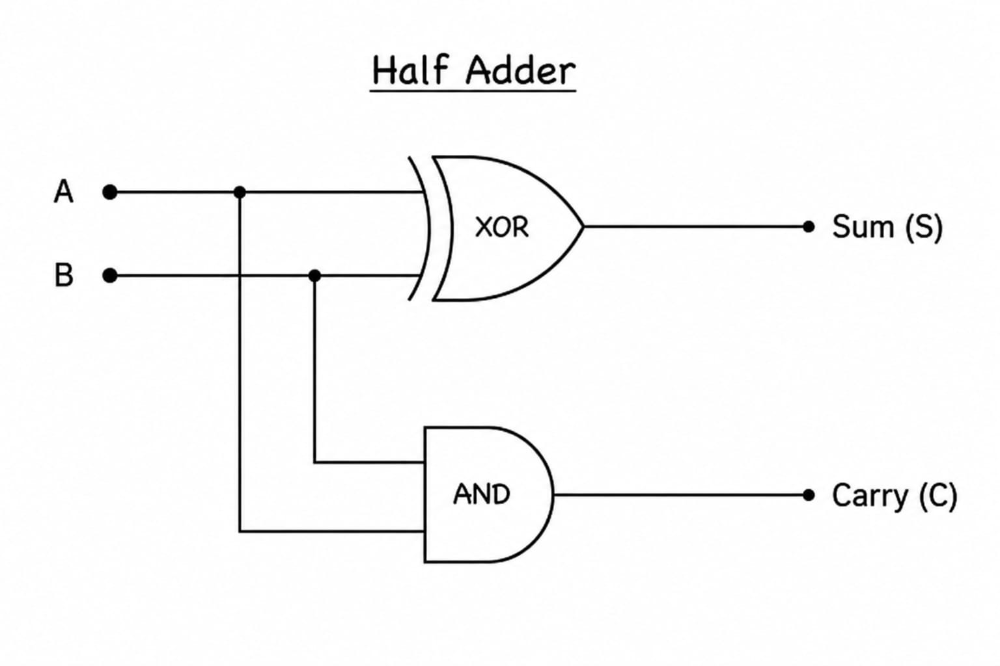 Half Adder
A
XOR
Sum (S)
B
AND
Carry (C)